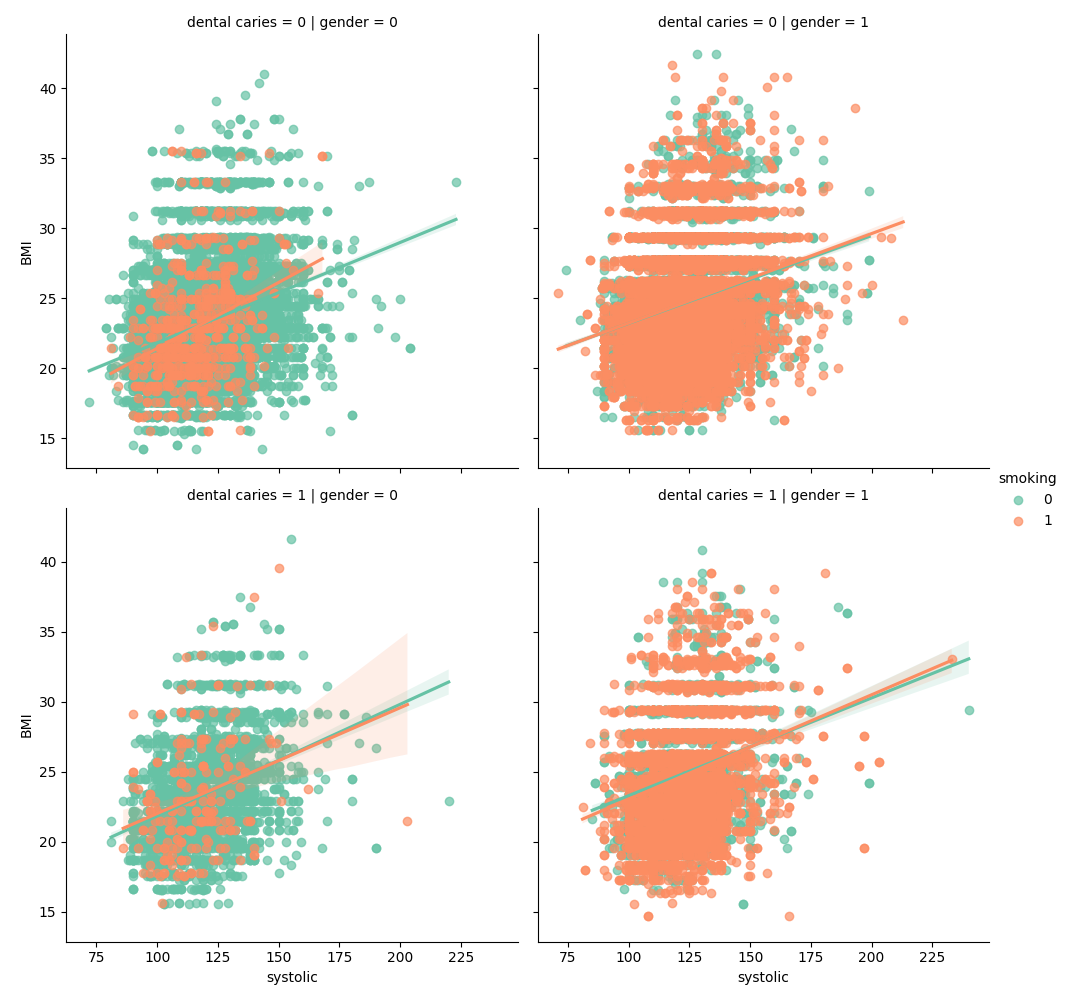 dental caries = 0 | gender = 0
dental caries = 0 | gender = 1
40
35
30
25
20
15
BMI
dental caries = 1 | gender = 0
dental caries = 1 | gender = 1
smoking
0
1
40
35
30
25
20
15
BMI
75 100 125 150 175 200 225
75 100 125 150 175 200 225
systolic
systolic